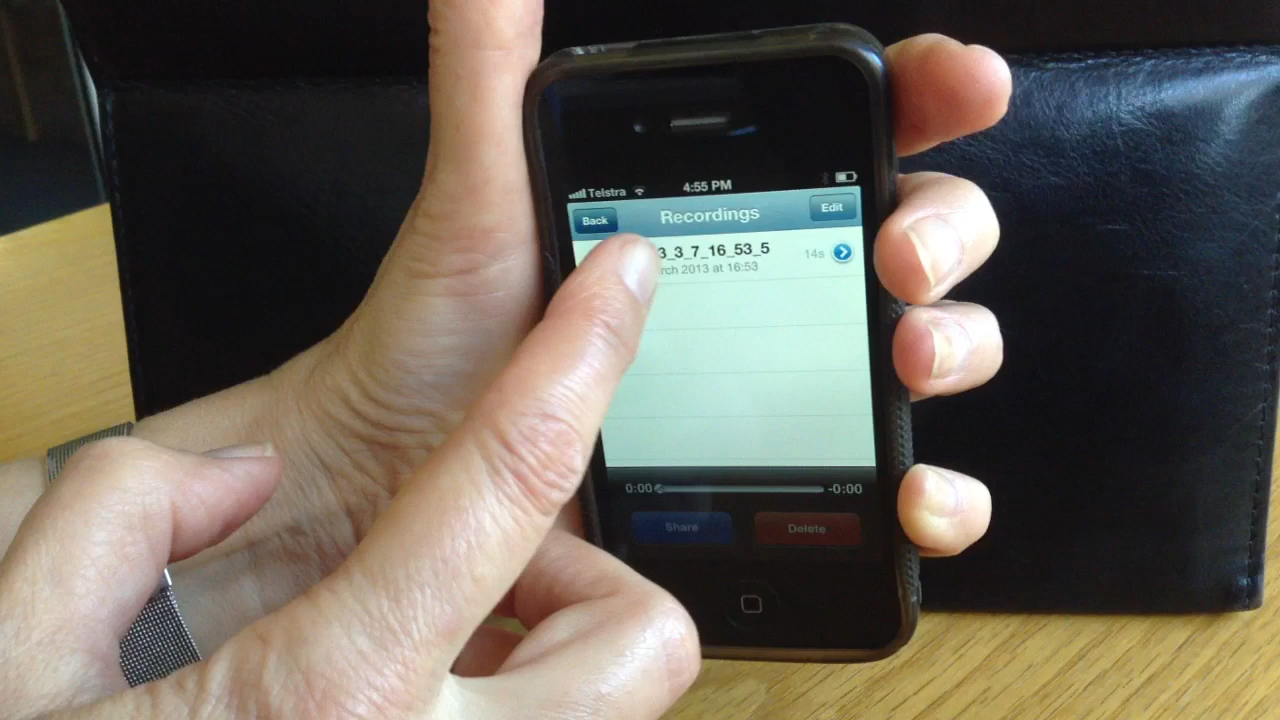 Telstra 4:55 PM
Back Recordings Edit
3_3_7_16_53_5 14s
rch 2013 at 16:53
0:00 -0:00
Share Delete